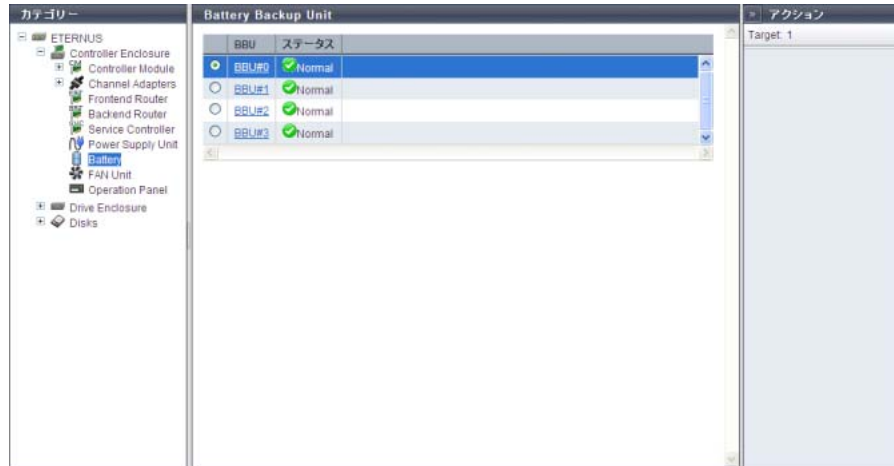 カテゴリー
ETERNUS
Controller Enclosure
Controller Module
Channel Adapters
Frontend Router
Backend Router
Service Controller
Power Supply Unit
Battery
FAN Unit
Operation Panel
Drive Enclosure
Disks
Battery Backup Unit
BBU ステータス
BBU#0 Normal
BBU#1 Normal
BBU#2 Normal
BBU#3 Normal
» アクション
Target: 1